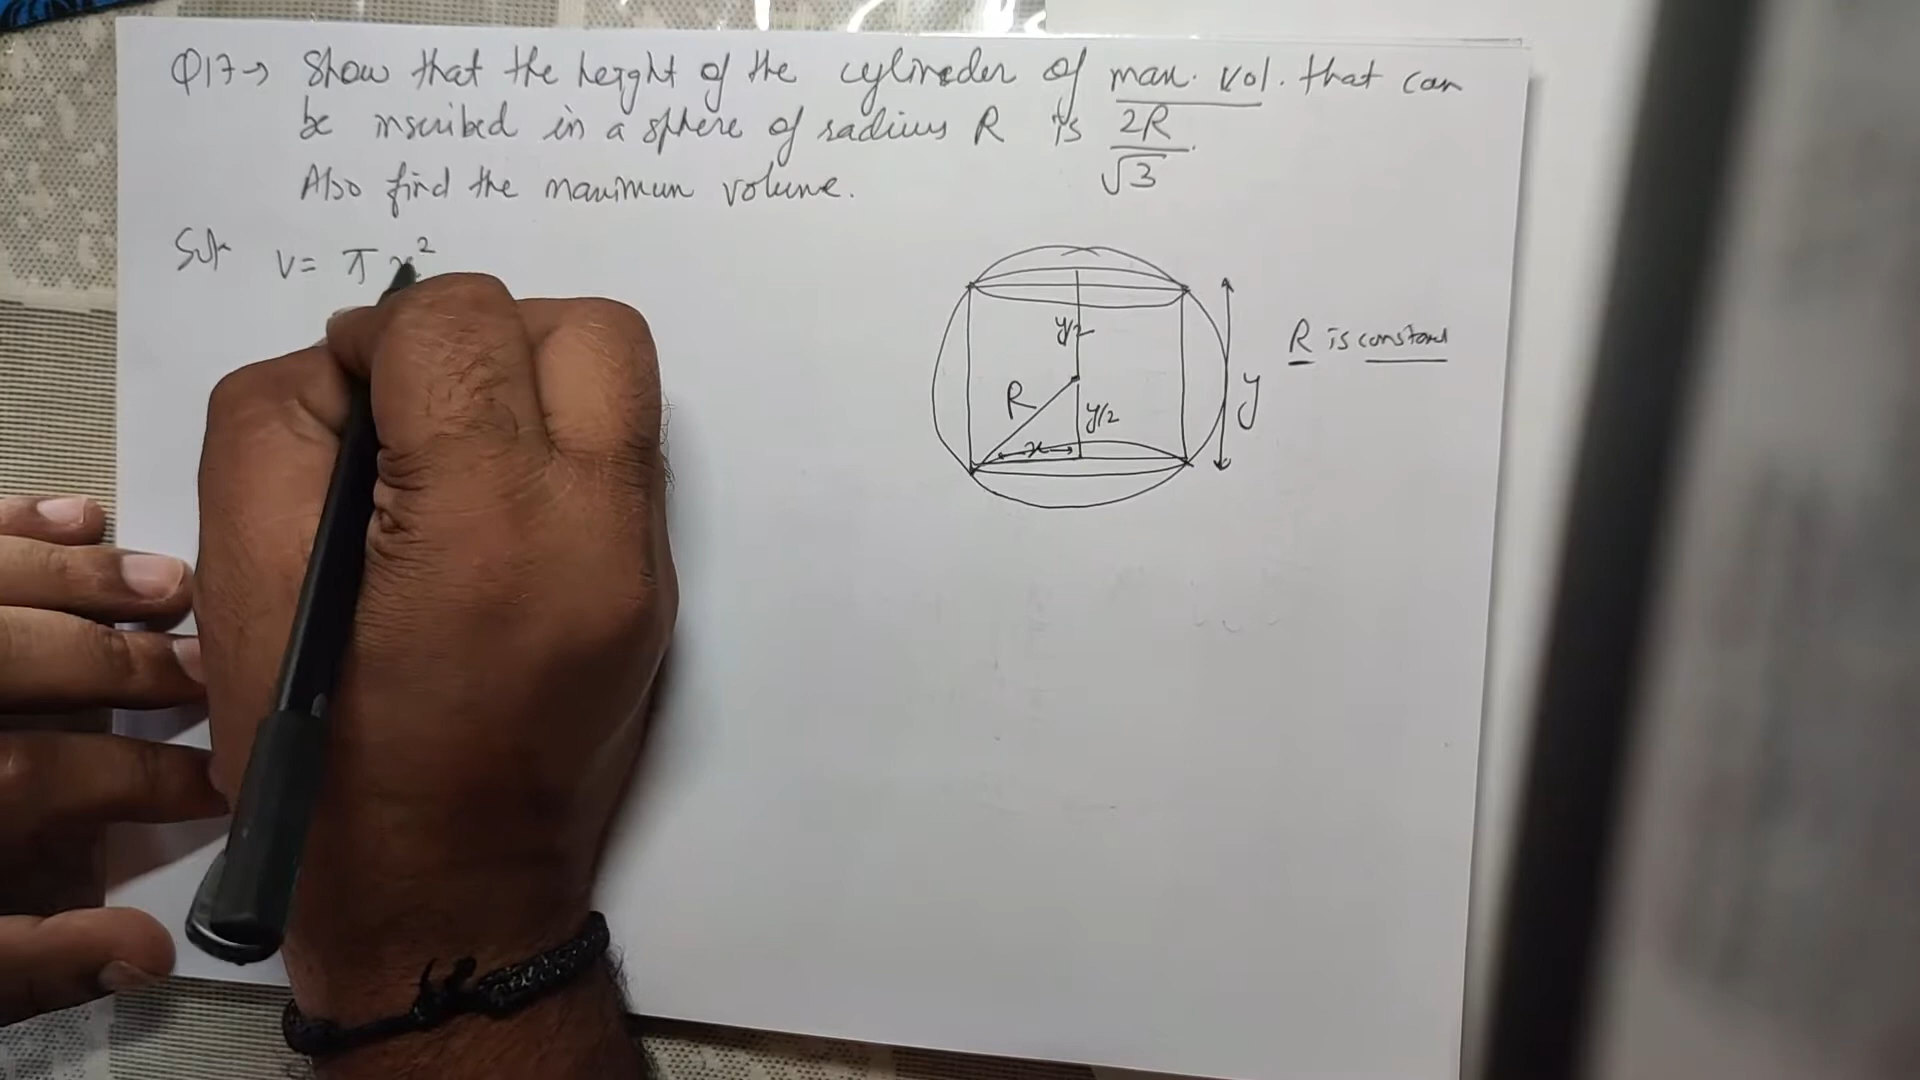 Q17→ Show that the height of the cylinder of max. vol. that can
be inscribed in a sphere of radius R is 2R/√3.
Also find the maximum volume.
Sol V = π x²
y/2
R is constant
R
y/2
y
x